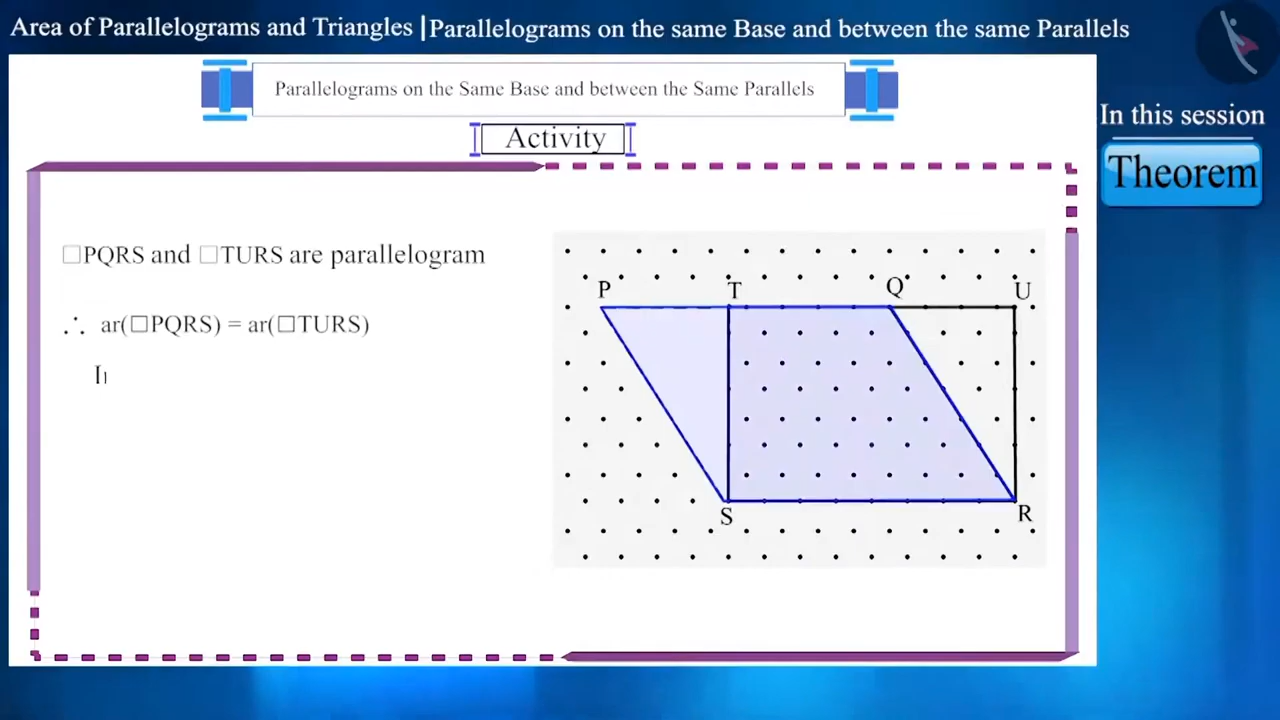 Area of Parallelograms and Triangles | Parallelograms on the same Base and between the same Parallels
Parallelograms on the Same Base and between the Same Parallels
Activity
In this session
Theorem
□PQRS and □TURS are parallelogram
∴ ar(□PQRS) = ar(□TURS)
P T Q U
S R